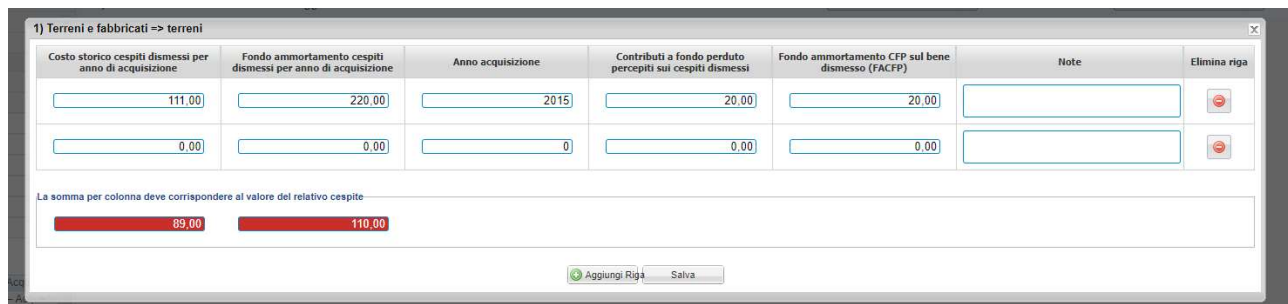 1) Terreni e fabbricati => terreni
Costo storico cespiti dismessi per anno di acquisizione
Fondo ammortamento cespiti dismessi per anno di acquisizione
Anno acquisizione
Contributi a fondo perduto percepiti sui cespiti dismessi
Fondo ammortamento CFP sul bene dismesso (FACFP)
Note
Elimina riga
111,00 220,00 2015 20,00 20,00
0,00 0,00 0 0,00 0,00
La somma per colonna deve corrispondere al valore del relativo cespite
89,00 110,00
Aggiungi Riga Salva